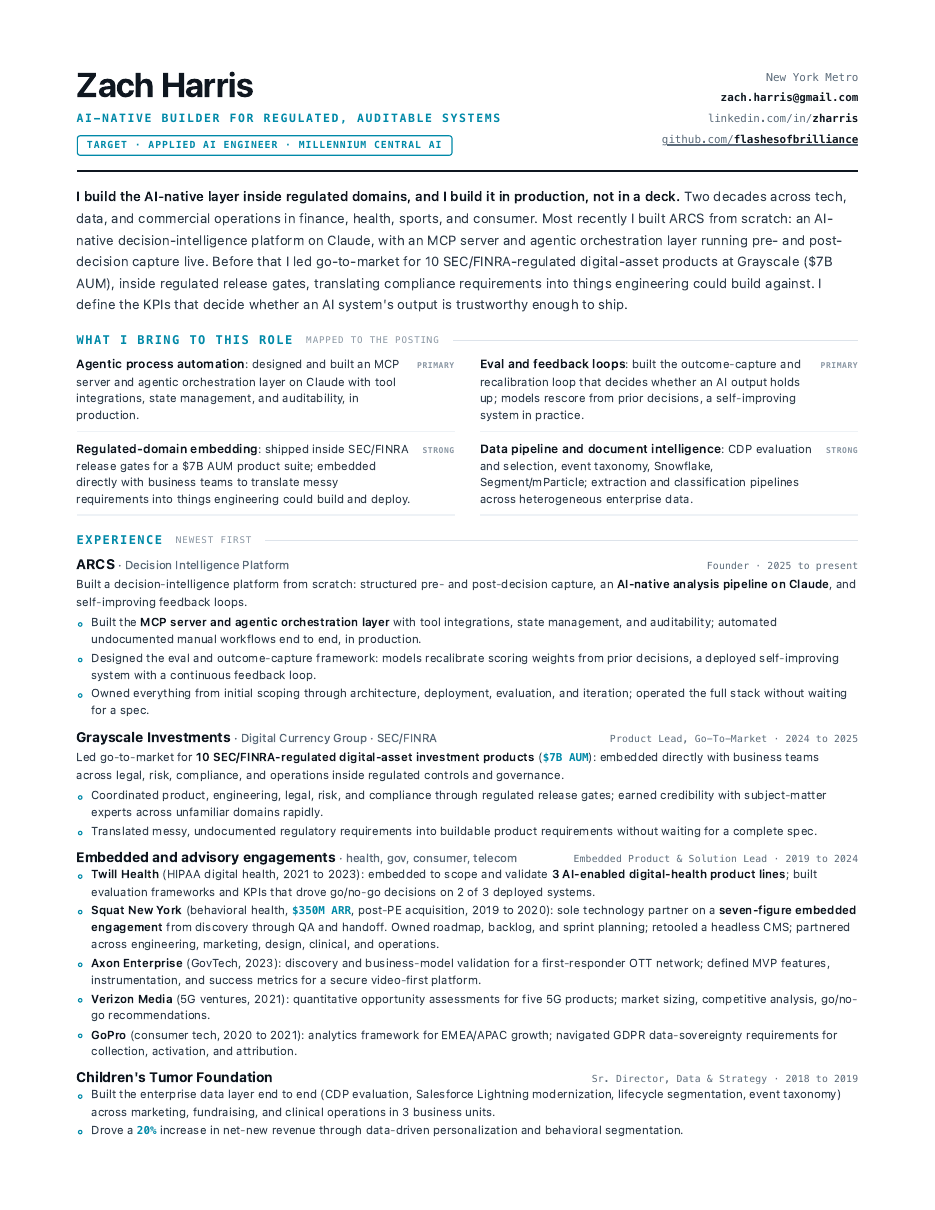 Zach Harris
New York Metro
AI-NATIVE BUILDER FOR REGULATED, AUDITABLE SYSTEMS
zach.harris@gmail.com
linkedin.com/in/zharris
TARGET · APPLIED AI ENGINEER · MILLENNIUM CENTRAL AI
github.com/flashesofbrilliance
I build the AI-native layer inside regulated domains, and I build it in production, not in a deck. Two decades across tech,
data, and commercial operations in finance, health, sports, and consumer. Most recently I built ARCS from scratch: an AI-
native decision-intelligence platform on Claude, with an MCP server and agentic orchestration layer running pre- and post-
decision capture live. Before that I led go-to-market for 10 SEC/FINRA-regulated digital-asset products at Grayscale ($7B
AUM), inside regulated release gates, translating compliance requirements into things engineering could build against. I
define the KPIs that decide whether an AI system's output is trustworthy enough to ship.
WHAT I BRING TO THIS ROLE MAPPED TO THE POSTING
Agentic process automation: designed and built an MCP PRIMARY
server and agentic orchestration layer on Claude with tool
integrations, state management, and auditability, in
production.
Eval and feedback loops: built the outcome-capture and PRIMARY
recalibration loop that decides whether an AI output holds
up; models rescore from prior decisions, a self-improving
system in practice.
Regulated-domain embedding: shipped inside SEC/FINRA STRONG
release gates for a $7B AUM product suite; embedded
directly with business teams to translate messy
requirements into things engineering could build and deploy.
Data pipeline and document intelligence: CDP evaluation STRONG
and selection, event taxonomy, Snowflake,
Segment/mParticle; extraction and classification pipelines
across heterogeneous enterprise data.
EXPERIENCE NEWEST FIRST
ARCS · Decision Intelligence Platform Founder · 2025 to present
Built a decision-intelligence platform from scratch: structured pre- and post-decision capture, an AI-native analysis pipeline on Claude, and
self-improving feedback loops.
Built the MCP server and agentic orchestration layer with tool integrations, state management, and auditability; automated
undocumented manual workflows end to end, in production.
Designed the eval and outcome-capture framework: models recalibrate scoring weights from prior decisions, a deployed self-improving
system with a continuous feedback loop.
Owned everything from initial scoping through architecture, deployment, evaluation, and iteration; operated the full stack without waiting
for a spec.
Grayscale Investments · Digital Currency Group · SEC/FINRA Product Lead, Go-To-Market · 2024 to 2025
Led go-to-market for 10 SEC/FINRA-regulated digital-asset investment products ($7B AUM): embedded directly with business teams
across legal, risk, compliance, and operations inside regulated controls and governance.
Coordinated product, engineering, legal, risk, and compliance through regulated release gates; earned credibility with subject-matter
experts across unfamiliar domains rapidly.
Translated messy, undocumented regulatory requirements into buildable product requirements without waiting for a complete spec.
Embedded and advisory engagements · health, gov, consumer, telecom Embedded Product & Solution Lead · 2019 to 2024
Twill Health (HIPAA digital health, 2021 to 2023): embedded to scope and validate 3 AI-enabled digital-health product lines; built
evaluation frameworks and KPIs that drove go/no-go decisions on 2 of 3 deployed systems.
Squat New York (behavioral health, $350M ARR, post-PE acquisition, 2019 to 2020): sole technology partner on a seven-figure embedded
engagement from discovery through QA and handoff. Owned roadmap, backlog, and sprint planning; retooled a headless CMS; partnered
across engineering, marketing, design, clinical, and operations.
Axon Enterprise (GovTech, 2023): discovery and business-model validation for a first-responder OTT network; defined MVP features,
instrumentation, and success metrics for a secure video-first platform.
Verizon Media (5G ventures, 2021): quantitative opportunity assessments for five 5G products; market sizing, competitive analysis, go/no-
go recommendations.
GoPro (consumer tech, 2020 to 2021): analytics framework for EMEA/APAC growth; navigated GDPR data-sovereignty requirements for
collection, activation, and attribution.
Children's Tumor Foundation Sr. Director, Data & Strategy · 2018 to 2019
Built the enterprise data layer end to end (CDP evaluation, Salesforce Lightning modernization, lifecycle segmentation, event taxonomy)
across marketing, fundraising, and clinical operations in 3 business units.
Drove a 20% increase in net-new revenue through data-driven personalization and behavioral segmentation.